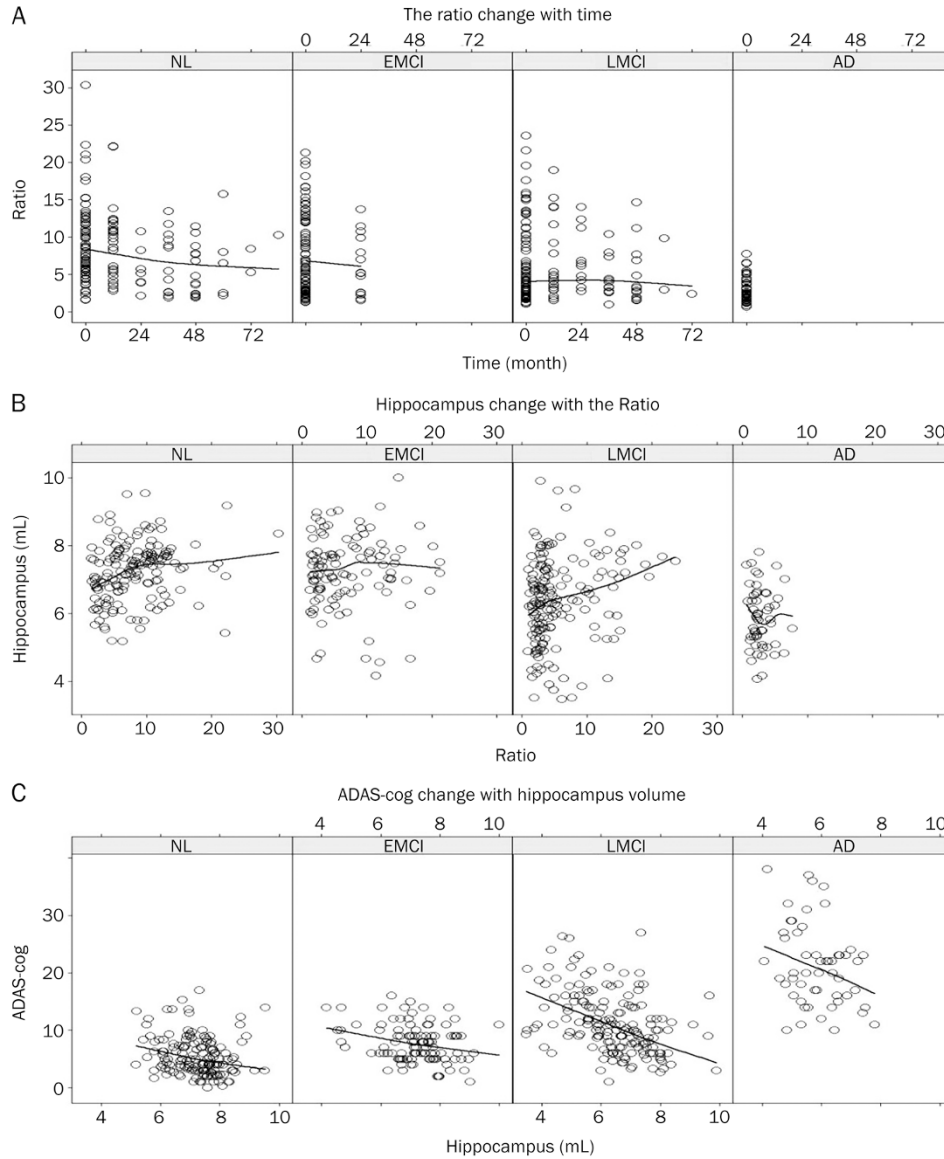 A
The ratio change with time
0 24 48 72 0 24 48 72
NL EMCI LMCI AD
30
25
20
15
10
5
0
Ratio
0 24 48 72 0 24 48 72
Time (month)
B
Hippocampus change with the Ratio
0 10 20 30 0 10 20 30
NL EMCI LMCI AD
10
8
6
4
Hippocampus (mL)
0 10 20 30 0 10 20 30
Ratio
C
ADAS-cog change with hippocampus volume
4 6 8 10 4 6 8 10
NL EMCI LMCI AD
30
20
10
0
ADAS-cog
4 6 8 10 4 6 8 10
Hippocampus (mL)